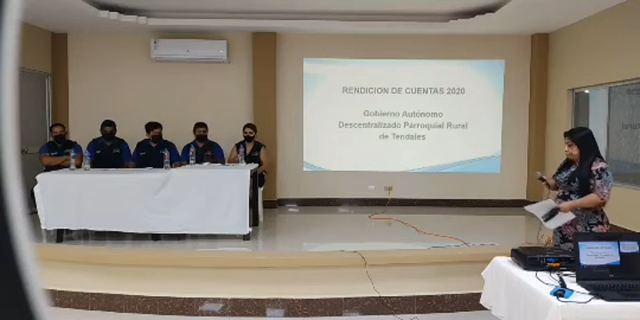 RENDICION DE CUENTAS 2020
Gobierno Autónomo
Descentralizado Parroquial Rural
de Tendales